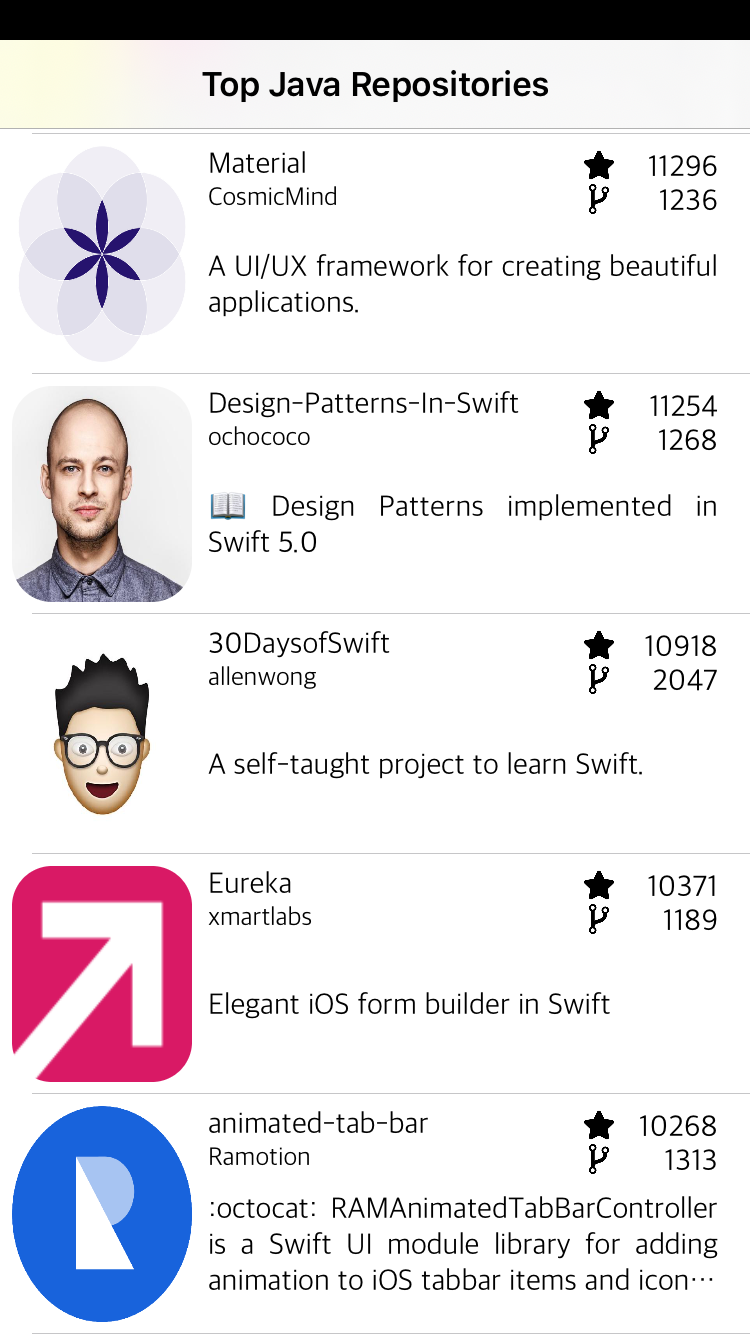 Top Java Repositories
Material
11296
CosmicMind
1236
A UI/UX framework for creating beautiful
applications.
Design-Patterns-In-Swift
11254
ochococo
1268
📖 Design Patterns implemented in
Swift 5.0
30DaysofSwift
10918
allenwong
2047
A self-taught project to learn Swift.
Eureka
10371
xmartlabs
1189
Elegant iOS form builder in Swift
animated-tab-bar
10268
Ramotion
1313
:octocat: RAMAnimatedTabBarController
is a Swift UI module library for adding
animation to iOS tabbar items and icon…